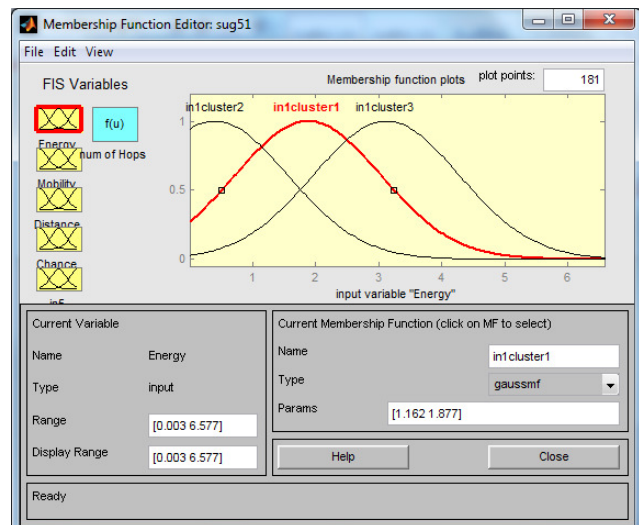 Membership Function Editor: sug51
File Edit View
FIS Variables
Membership function plots plot points: 181
f(u)
Energy
num of Hops
Mobility
Distance
Chance
in5
in1cluster2 in1cluster1 in1cluster3
1
0.5
0
1 2 3 4 5 6
input variable "Energy"
Current Variable
Name Energy
Type input
Range [0.003 6.577]
Display Range [0.003 6.577]
Current Membership Function (click on MF to select)
Name in1cluster1
Type gaussmf
Params [1.162 1.877]
Help Close
Ready